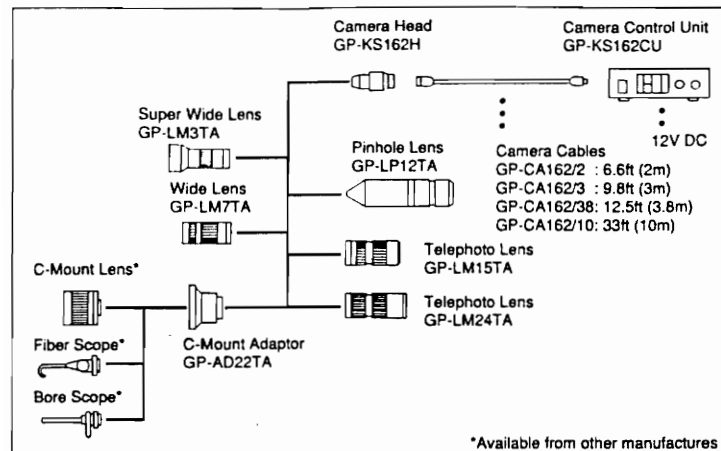 Camera Head
GP-KS162H
Camera Control Unit
GP-KS162CU
Super Wide Lens
GP-LM3TA
12V DC
Pinhole Lens
GP-LP12TA
Camera Cables
GP-CA162/2 : 6.6ft (2m)
GP-CA162/3 : 9.8ft (3m)
GP-CA162/38: 12.5ft (3.8m)
GP-CA162/10: 33ft (10m)
Wide Lens
GP-LM7TA
Telephoto Lens
GP-LM15TA
C-Mount Lens*
Telephoto Lens
GP-LM24TA
C-Mount Adaptor
GP-AD22TA
Fiber Scope*
Bore Scope*
*Available from other manufactures